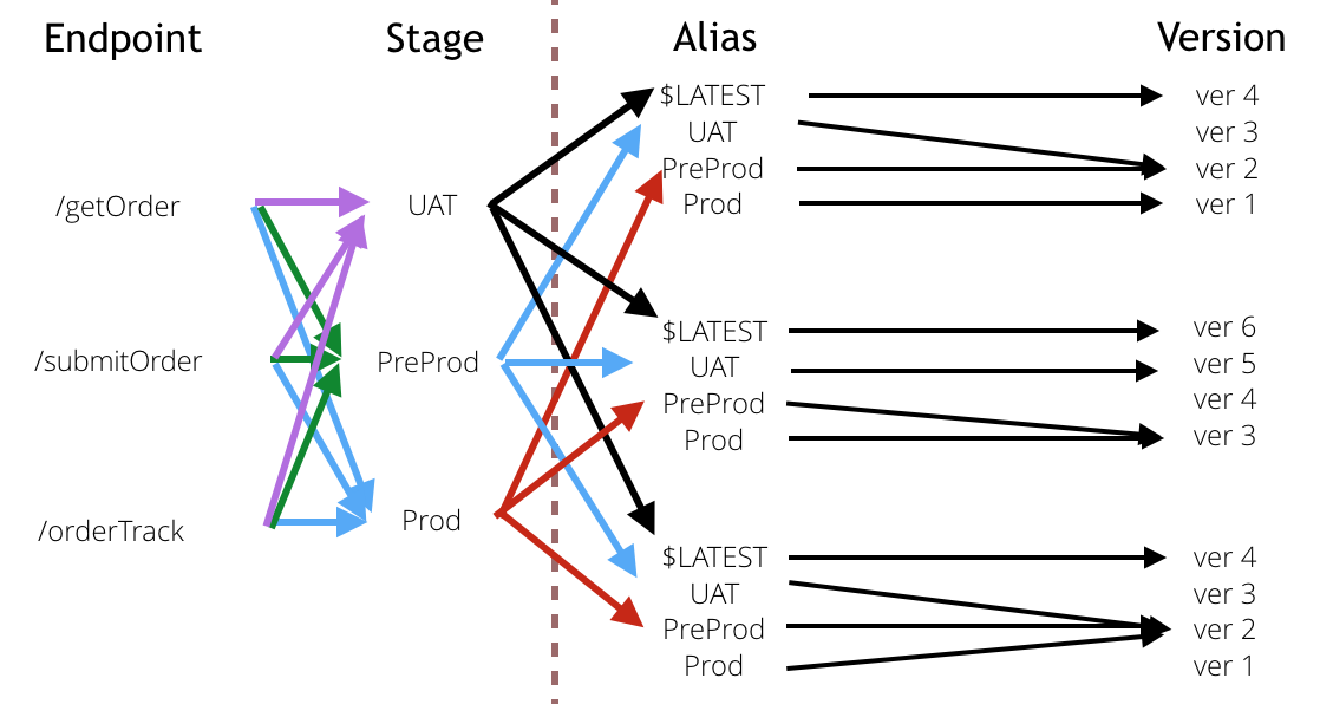 Endpoint
Stage
Alias
Version
/getOrder
/submitOrder
/orderTrack
UAT
PreProd
Prod
$LATEST
UAT
PreProd
Prod
$LATEST
UAT
PreProd
Prod
$LATEST
UAT
PreProd
Prod
ver 4
ver 3
ver 2
ver 1
ver 6
ver 5
ver 4
ver 3
ver 4
ver 3
ver 2
ver 1